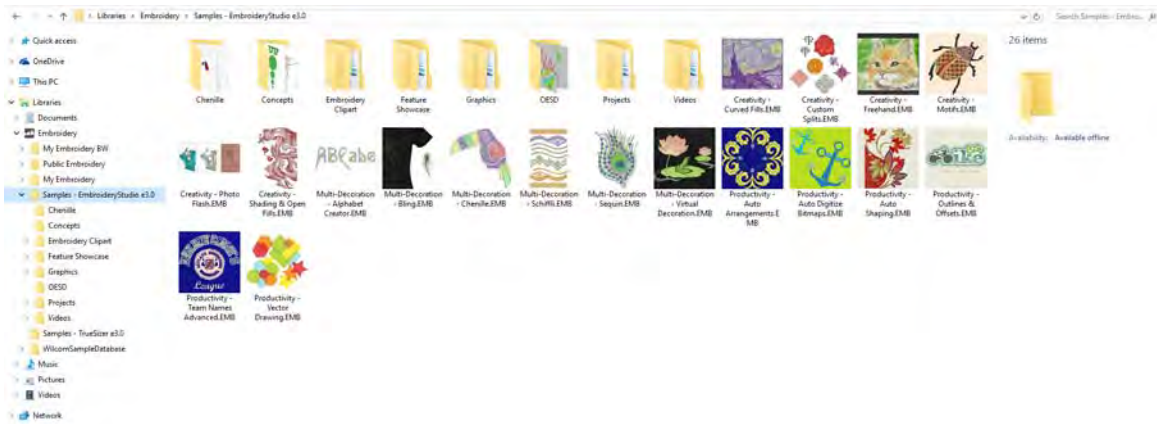 Libraries > Embroidery > Samples - EmbroideryStudio e3.0
Search Samples - Embro...
Quick access
OneDrive
This PC
Libraries
Documents
Embroidery
My Embroidery BW
Public Embroidery
My Embroidery
Samples - EmbroideryStudio e3.0
Chenille
Concepts
Embroidery Clipart
Feature Showcase
Graphics
OESD
Projects
Videos
Samples - TrueSizer e3.0
WilcomSampleDatabase
Music
Pictures
Videos
Network
Chenille
Concepts
Embroidery
Clipart
Feature
Showcase
Graphics
OESD
Projects
Videos
Creativity -
Curved Fills.EMB
Creativity -
Custom
Splits.EMB
Creativity -
Freehand.EMB
Creativity -
Motifs.EMB
ABCabc
Creativity - Photo
Flash.EMB
Creativity -
Shading & Open
Fills.EMB
Multi-Decoration
- Alphabet
Creator.EMB
Multi-Decoration
- Bling.EMB
Multi-Decoration
- Chenille.EMB
Multi-Decoration
- Schiffli.EMB
Multi-Decoration
- Sequin.EMB
Multi-Decoration
- Virtual
Decoration.EMB
Productivity -
Auto
Arrangements.E
MB
Productivity -
Auto Digitize
Bitmaps.EMB
Productivity -
Auto
Shaping.EMB
Productivity -
Outlines &
Offsets.EMB
League
Productivity -
Team Names
Advanced.EMB
Productivity -
Vector
Drawing.EMB
26 items
Availability: Available offline